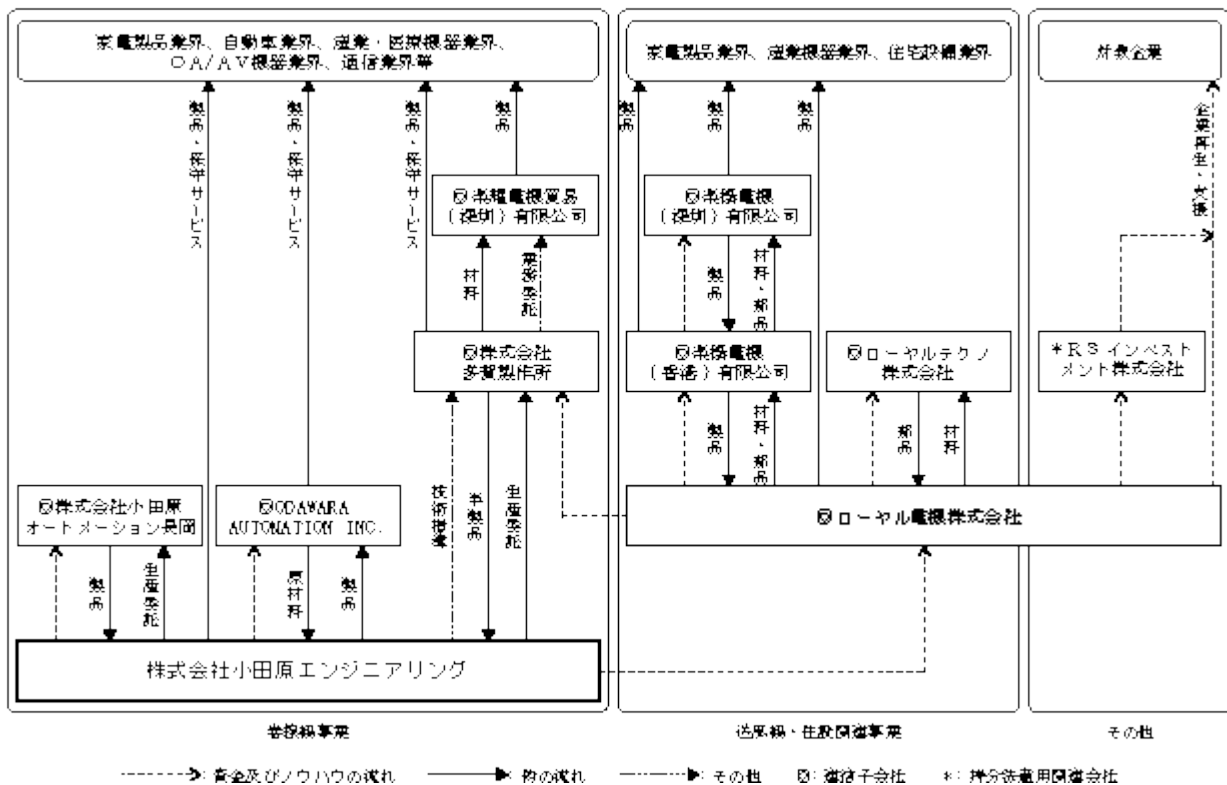 家電製品業界、自動車業界、産業・医療機器業界、
OA/AV機器業界、通信業界等
家電製品業界、産業機器業界、住宅設備業界
対象企業
製品・保守サービス
製品・保守サービス
製品・保守サービス
製品
製品
製品
製品
企業再生・支援
◎楽耀電機貿易
（深圳）有限公司
◎楽揚電機
（深圳）有限公司
材料
業務委託
製品
材料・部品
◎株式会社
多賀製作所
◎楽揚電機
（香港）有限公司
◎ローヤルテクノ
株式会社
*RSインベスト
メント株式会社
技術指導
半製品
生産委託
製品
材料・部品
部品
材料
◎株式会社小田原
オートメーション長岡
◎ODAWARA
AUTOMATION INC.
◎ローヤル電機株式会社
製品
生産委託
原材料
製品
株式会社小田原エンジニアリング
巻線機事業
送風機・住設関連事業
その他
資金及びノウハウの流れ
物の流れ
その他
◎:連結子会社
*:持分法適用関連会社